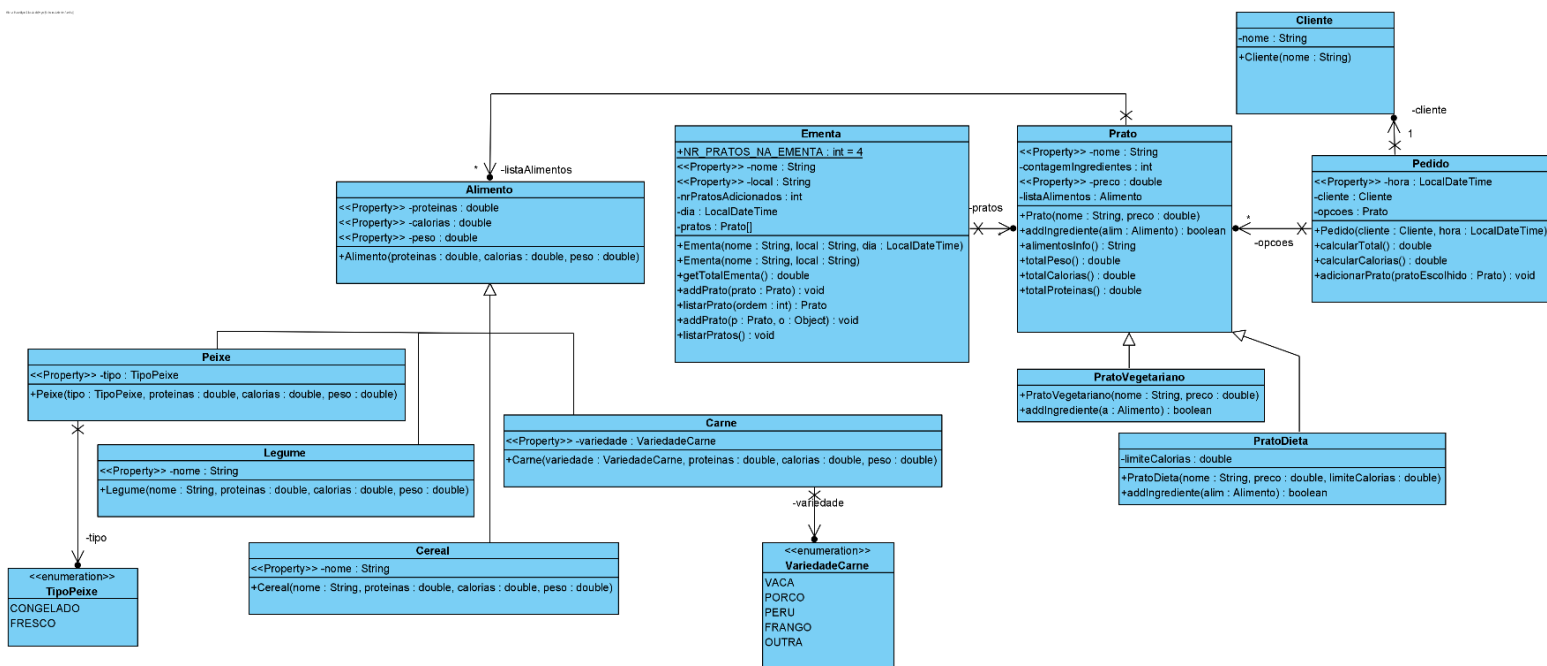 Cliente
-nome : String
+Cliente(nome : String)
-cliente
1
Ementa
+NR_PRATOS_NA_EMENTA : int = 4
<<Property>> -nome : String
<<Property>> -local : String
-nrPratosAdicionados : int
-dia : LocalDateTime
-pratos : Prato[]
+Ementa(nome : String, local : String, dia : LocalDateTime)
+Ementa(nome : String, local : String)
+getTotalEmenta() : double
+addPrato(prato : Prato) : void
+listarPrato(ordem : int) : Prato
+addPrato(p : Prato, o : Object) : void
+listarPratos() : void
-pratos
*
Prato
<<Property>> -nome : String
-contagemIngredientes : int
<<Property>> -preco : double
-listaAlimentos : Alimento
+Prato(nome : String, preco : double)
+addIngrediente(alim : Alimento) : boolean
+alimentosInfo() : String
+totalPeso() : double
+totalCalorias() : double
+totalProteinas() : double
*
-opcoes
Pedido
<<Property>> -hora : LocalDateTime
-cliente : Cliente
-opcoes : Prato
+Pedido(cliente : Cliente, hora : LocalDateTime)
+calcularTotal() : double
+calcularCalorias() : double
+adicionarPrato(pratoEscolhido : Prato) : void
*
-listaAlimentos
Alimento
<<Property>> -proteinas : double
<<Property>> -calorias : double
<<Property>> -peso : double
+Alimento(proteinas : double, calorias : double, peso : double)
Peixe
<<Property>> -tipo : TipoPeixe
+Peixe(tipo : TipoPeixe, proteinas : double, calorias : double, peso : double)
PratoVegetariano
+PratoVegetariano(nome : String, preco : double)
+addIngrediente(a : Alimento) : boolean
Carne
<<Property>> -variedade : VariedadeCarne
+Carne(variedade : VariedadeCarne, proteinas : double, calorias : double, peso : double)
PratoDieta
-limiteCalorias : double
+PratoDieta(nome : String, preco : double, limiteCalorias : double)
+addIngrediente(alim : Alimento) : boolean
Legume
<<Property>> -nome : String
+Legume(nome : String, proteinas : double, calorias : double, peso : double)
-variedade
-tipo
Cereal
<<Property>> -nome : String
+Cereal(nome : String, proteinas : double, calorias : double, peso : double)
<<enumeration>>
VariedadeCarne
VACA
PORCO
PERU
FRANGO
OUTRA
<<enumeration>>
TipoPeixe
CONGELADO
FRESCO